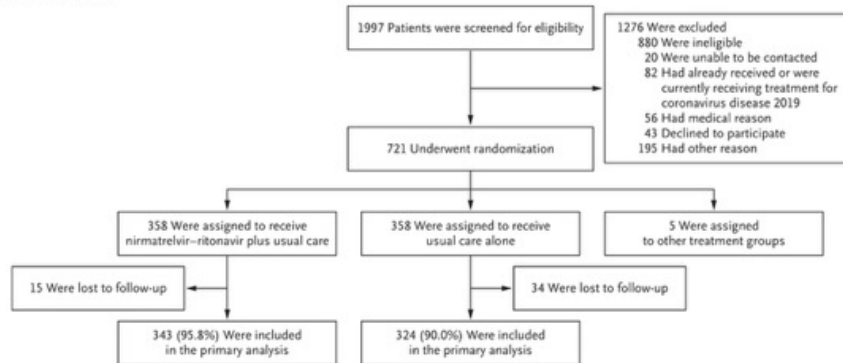 1997 Patients were screened for eligibility
1276 Were excluded
880 Were ineligible
20 Were unable to be contacted
82 Had already received or were
currently receiving treatment for
coronavirus disease 2019
56 Had medical reason
43 Declined to participate
195 Had other reason
721 Underwent randomization
358 Were assigned to receive
nirmatrelvir–ritonavir plus usual care
358 Were assigned to receive
usual care alone
5 Were assigned
to other treatment groups
15 Were lost to follow-up
34 Were lost to follow-up
343 (95.8%) Were included
in the primary analysis
324 (90.0%) Were included
in the primary analysis